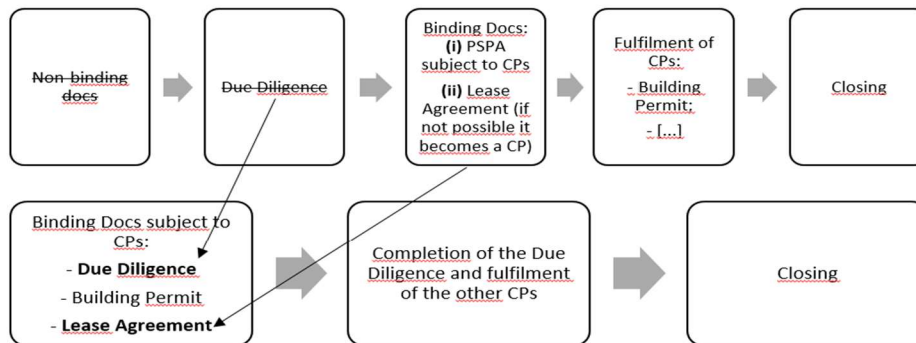 Non binding
docs
Due Diligence
Binding Docs:
(i) PSPA
subject to CPs
(ii) Lease
Agreement (if
not possible it
becomes a CP)
Fulfilment of
CPs:
- Building
Permit;
- [...]
Closing
Binding Docs subject to
CPs:
- Due Diligence
- Building Permit
- Lease Agreement
Completion of the Due
Diligence and fulfilment
of the other CPs
Closing